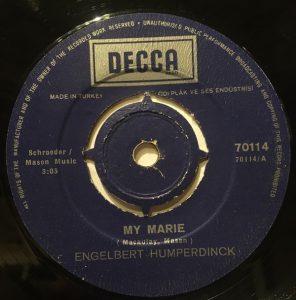 ALL RIGHTS OF THE MANUFACTURER AND OF THE OWNER OF THE RECORDED WORK RESERVED • UNAUTHORISED PUBLIC PERFORMANCE, BROADCASTING AND COPYING OF THE RECORD PROHIBITED
DECCA
MADE IN TURKEY
PLAK VE SES ENDÜSTRİSİ
Schroeder /
Mason Music
3:05
70114
70114/A
MY MARIE
( Macaulay, Mason )
ENGELBERT HUMPERDINCK